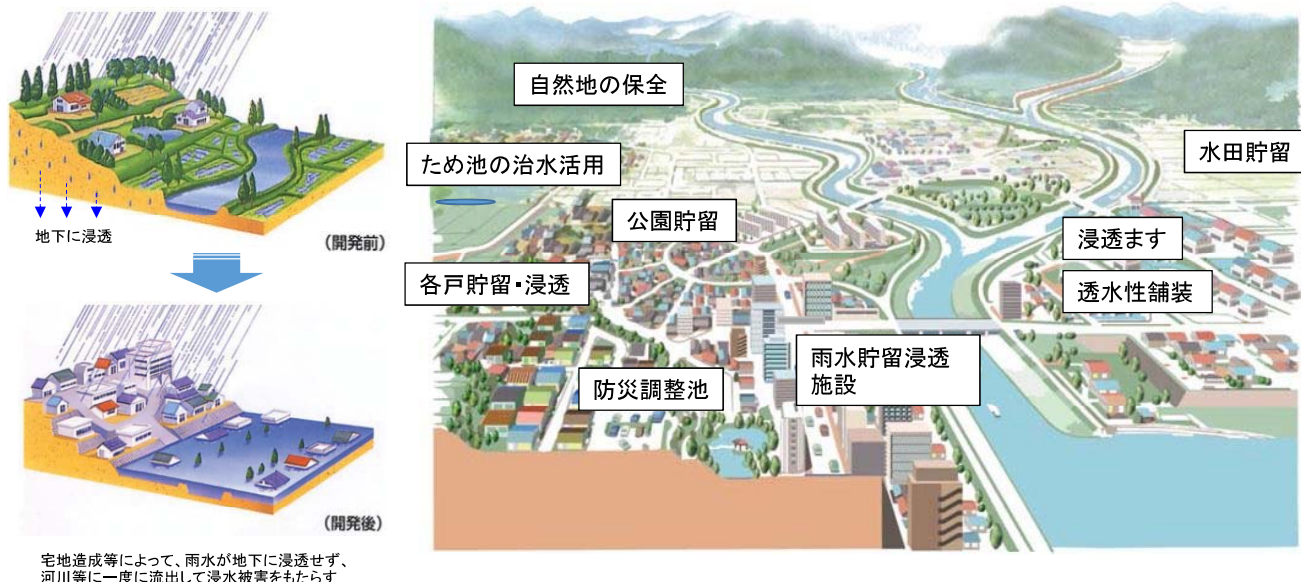 地下に浸透
(開発前)
(開発後)
宅地造成等によって、雨水が地下に浸透せず、
河川等に一度に流出して浸水被害をもたらす
自然地の保全
ため池の治水活用
水田貯留
公園貯留
浸透ます
各戸貯留・浸透
透水性舗装
雨水貯留浸透
施設
防災調整池